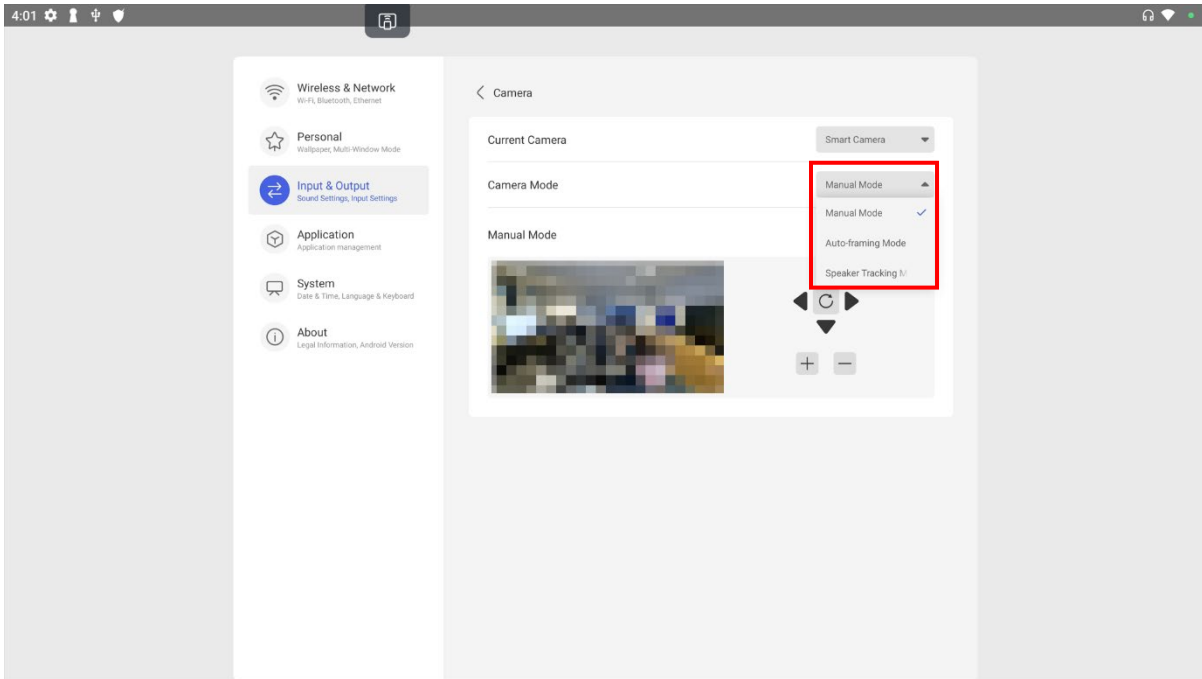 4:01
Wireless & Network
Wi-Fi, Bluetooth, Ethernet
Personal
Wallpaper, Multi-Window Mode
Input & Output
Sound Settings, Input Settings
Application
Application management
System
Date & Time, Language & Keyboard
About
Legal Information, Android Version
Camera
Current Camera
Smart Camera
Camera Mode
Manual Mode
Manual Mode
Auto-framing Mode
Speaker Tracking M
Manual Mode